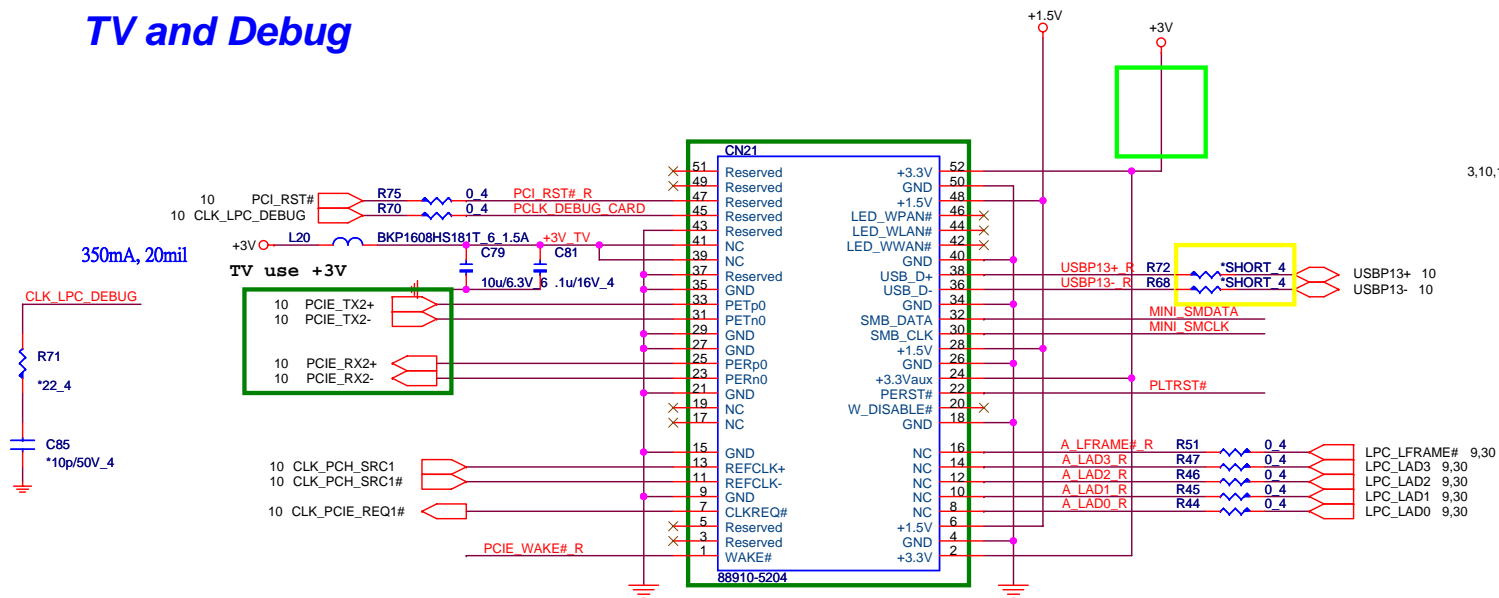 TV and Debug
+1.5V
+3V
3,10,
CN21
10 PCI_RST# R75 0_4 PCI_RST#_R
10 CLK_LPC_DEBUG R70 0_4 PCLK_DEBUG_CARD
+3V L20 BKP1608HS181T_6_1.5A +3V_TV
C79 C81
10u/6.3V_6 .1u/16V_4
350mA, 20mil
TV use +3V
CLK_LPC_DEBUG
R71
*22_4
C85
*10p/50V_4
10 PCIE_TX2+
10 PCIE_TX2-
10 PCIE_RX2+
10 PCIE_RX2-
10 CLK_PCH_SRC1
10 CLK_PCH_SRC1#
10 CLK_PCIE_REQ1#
PCIE_WAKE#_R
51 Reserved +3.3V 52
49 Reserved GND 50
47 Reserved +1.5V 48
45 Reserved LED_WPAN# 46
43 Reserved LED_WLAN# 44
41 NC LED_WWAN# 42
39 NC GND 40
37 Reserved USB_D+ 38
35 GND USB_D- 36
33 PETp0 GND 34
31 PETn0 SMB_DATA 32
29 GND SMB_CLK 30
27 GND +1.5V 28
25 PERp0 GND 26
23 PERn0 +3.3Vaux 24
21 GND PERST# 22
19 NC W_DISABLE# 20
17 NC GND 18
15 GND NC 16
13 REFCLK+ NC 14
11 REFCLK- NC 12
9 GND NC 10
7 CLKREQ# NC 8
5 Reserved +1.5V 6
3 Reserved GND 4
1 WAKE# +3.3V 2
88910-5204
USBP13+_R R72 *SHORT_4 USBP13+ 10
USBP13-_R R68 *SHORT_4 USBP13- 10
MINI_SMDATA
MINI_SMCLK
PLTRST#
A_LFRAME#_R R51 0_4 LPC_LFRAME# 9,30
A_LAD3_R R47 0_4 LPC_LAD3 9,30
A_LAD2_R R46 0_4 LPC_LAD2 9,30
A_LAD1_R R45 0_4 LPC_LAD1 9,30
A_LAD0_R R44 0_4 LPC_LAD0 9,30